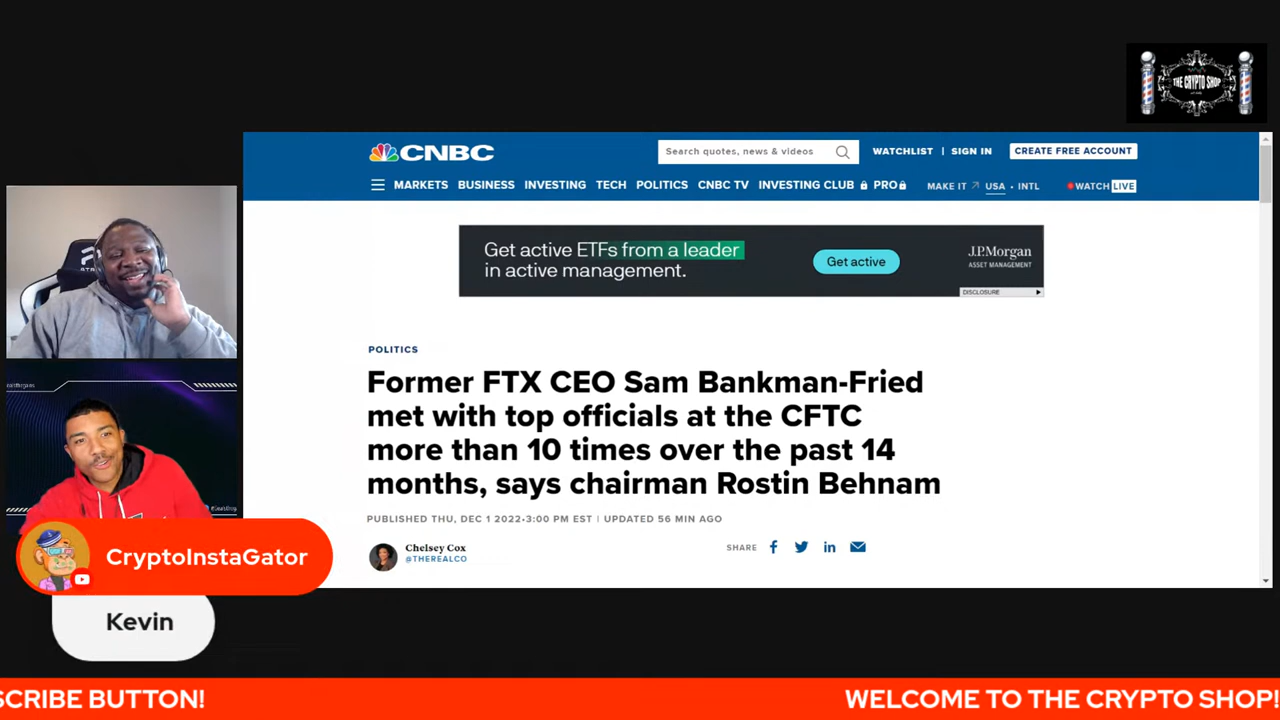 THE CRYPTO SHOP
CNBC
Search quotes, news & videos
WATCHLIST | SIGN IN
CREATE FREE ACCOUNT
MARKETS BUSINESS INVESTING TECH POLITICS CNBC TV INVESTING CLUB PRO
MAKE IT USA • INTL
WATCH LIVE
Get active ETFs from a leader
in active management.
Get active
J.P.Morgan
ASSET MANAGEMENT
DISCLOSURE
POLITICS
Former FTX CEO Sam Bankman-Fried
met with top officials at the CFTC
more than 10 times over the past 14
months, says chairman Rostin Behnam
PUBLISHED THU, DEC 1 2022•3:00 PM EST | UPDATED 56 MIN AGO
Chelsey Cox
@THEREALCO
SHARE
CryptoInstaGator
Kevin
SCRIBE BUTTON!
WELCOME TO THE CRYPTO SHOP!